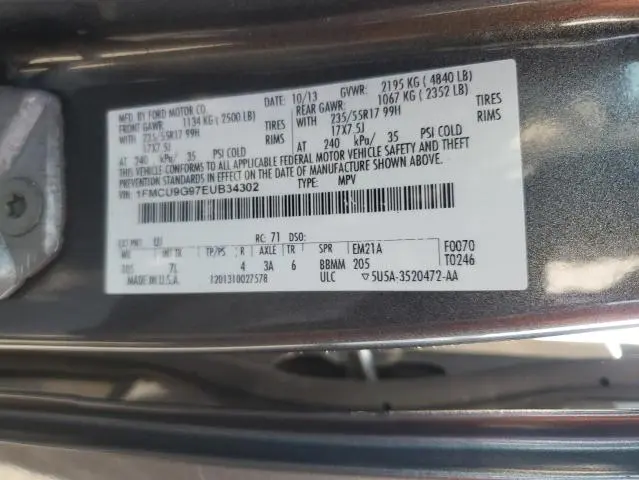 MFD. BY FORD MOTOR CO.
DATE: 10/13 GVWR: 2195 KG ( 4840 LB)
FRONT GAWR: 1134 KG ( 2500 LB) REAR GAWR: 1067 KG ( 2352 LB)
235/55R17 99H TIRES 235/55R17 99H TIRES
17X7.5J RIMS 17X7.5J RIMS
AT 240 kPa/ 35 PSI COLD AT 240 kPa/ 35 PSI COLD
THIS VEHICLE CONFORMS TO ALL APPLICABLE FEDERAL MOTOR VEHICLE SAFETY AND THEFT
PREVENTION STANDARDS IN EFFECT ON THE DATE OF MANUFACTURE SHOWN ABOVE.
VIN: 1FMCU9G97EUB34302 TYPE: MPV
EXT PNT: RC: 71 DSO:
INT TR TP/PS R AXLE TR SPR EM21A F0070
7L 4 3A 6 BBMM 205 T0246
MADE IN U.S.A. 1201310027578 ULC 5U5A-3520472-AA